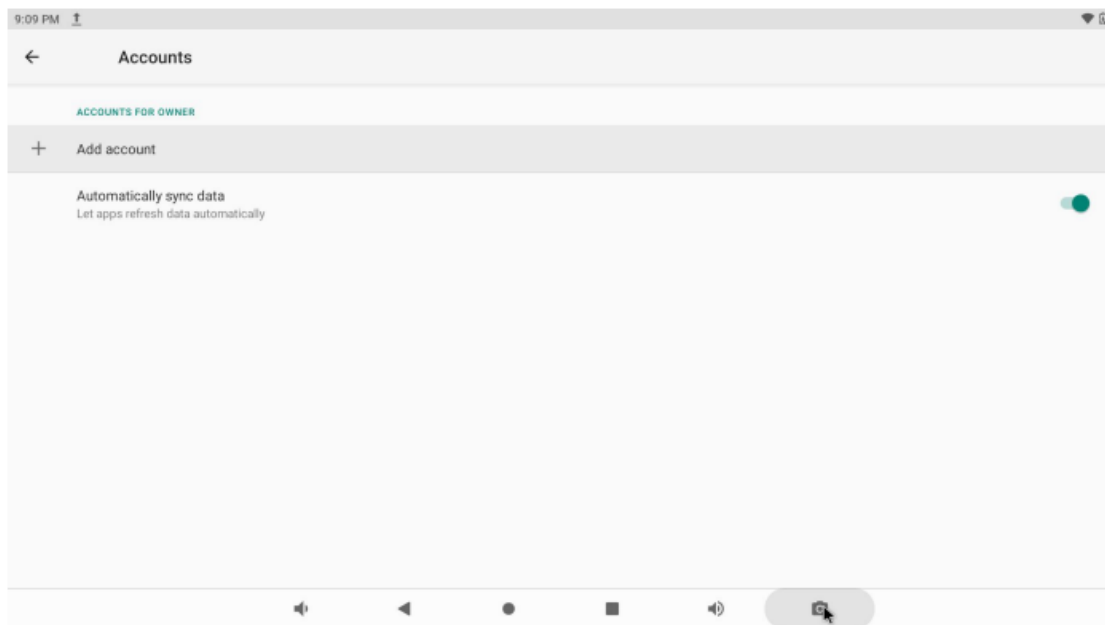 9:09 PM
Accounts
ACCOUNTS FOR OWNER
Add account
Automatically sync data
Let apps refresh data automatically